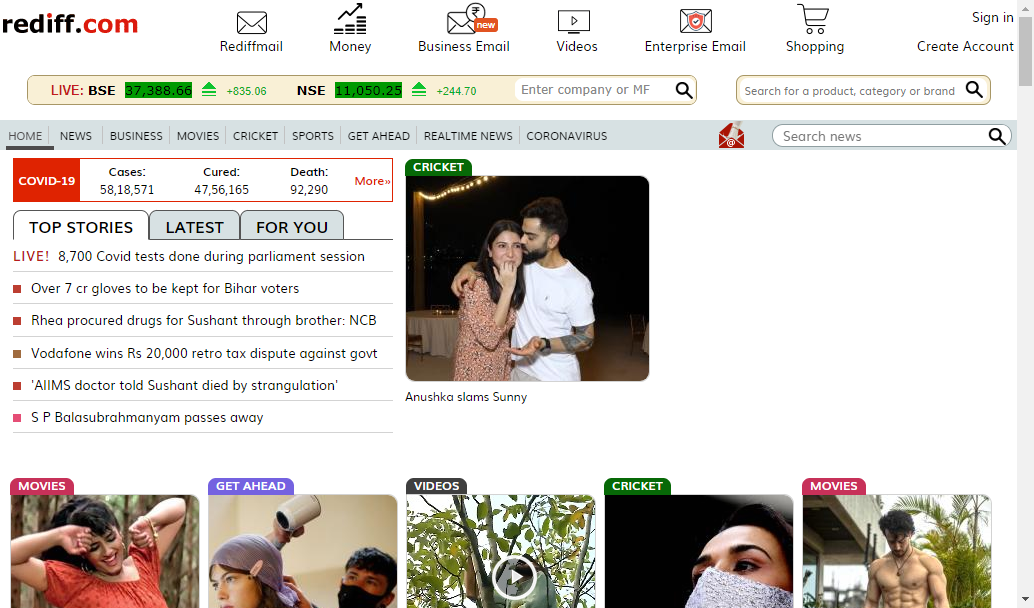 rediff.com
Rediffmail
Money
₹
new
Business Email
Videos
Enterprise Email
Shopping
Sign in
Create Account
LIVE: BSE 37,388.66 +835.06 NSE 11,050.25 +244.70
Enter company or MF
Search for a product, category or brand
HOME NEWS BUSINESS MOVIES CRICKET SPORTS GET AHEAD REALTIME NEWS CORONAVIRUS
@
Search news
COVID-19
Cases: Cured: Death:
58,18,571 47,56,165 92,290
More»
TOP STORIES LATEST FOR YOU
LIVE! 8,700 Covid tests done during parliament session
Over 7 cr gloves to be kept for Bihar voters
Rhea procured drugs for Sushant through brother: NCB
Vodafone wins Rs 20,000 retro tax dispute against govt
'AIIMS doctor told Sushant died by strangulation'
S P Balasubrahmanyam passes away
CRICKET
Anushka slams Sunny
MOVIES
GET AHEAD
VIDEOS
CRICKET
MOVIES